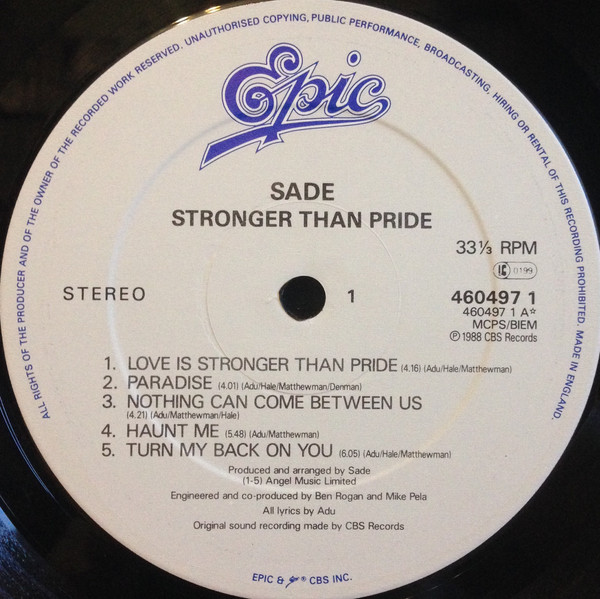 ALL RIGHTS OF THE PRODUCER AND OF THE OWNER OF THE RECORDED WORK RESERVED. UNAUTHORISED COPYING, PUBLIC PERFORMANCE, BROADCASTING, HIRING OR RENTAL OF THIS RECORDING PROHIBITED. MADE IN ENGLAND.
Epic
SADE
STRONGER THAN PRIDE
33⅓ RPM
IC 0199
STEREO
1
460497 1
460497 1 A☆
MCPS/BIEM
℗ 1988 CBS Records
1. LOVE IS STRONGER THAN PRIDE (4.16) (Adu/Hale/Matthewman)
2. PARADISE (4.01) (Adu/Hale/Matthewman/Denman)
3. NOTHING CAN COME BETWEEN US
(4.21) (Adu/Matthewman/Hale)
4. HAUNT ME (5.48) (Adu/Matthewman)
5. TURN MY BACK ON YOU (6.05) (Adu/Hale/Matthewman)
Produced and arranged by Sade
(1-5) Angel Music Limited
Engineered and co-produced by Ben Rogan and Mike Pela
All lyrics by Adu
Original sound recording made by CBS Records
EPIC & Epic ® CBS INC.